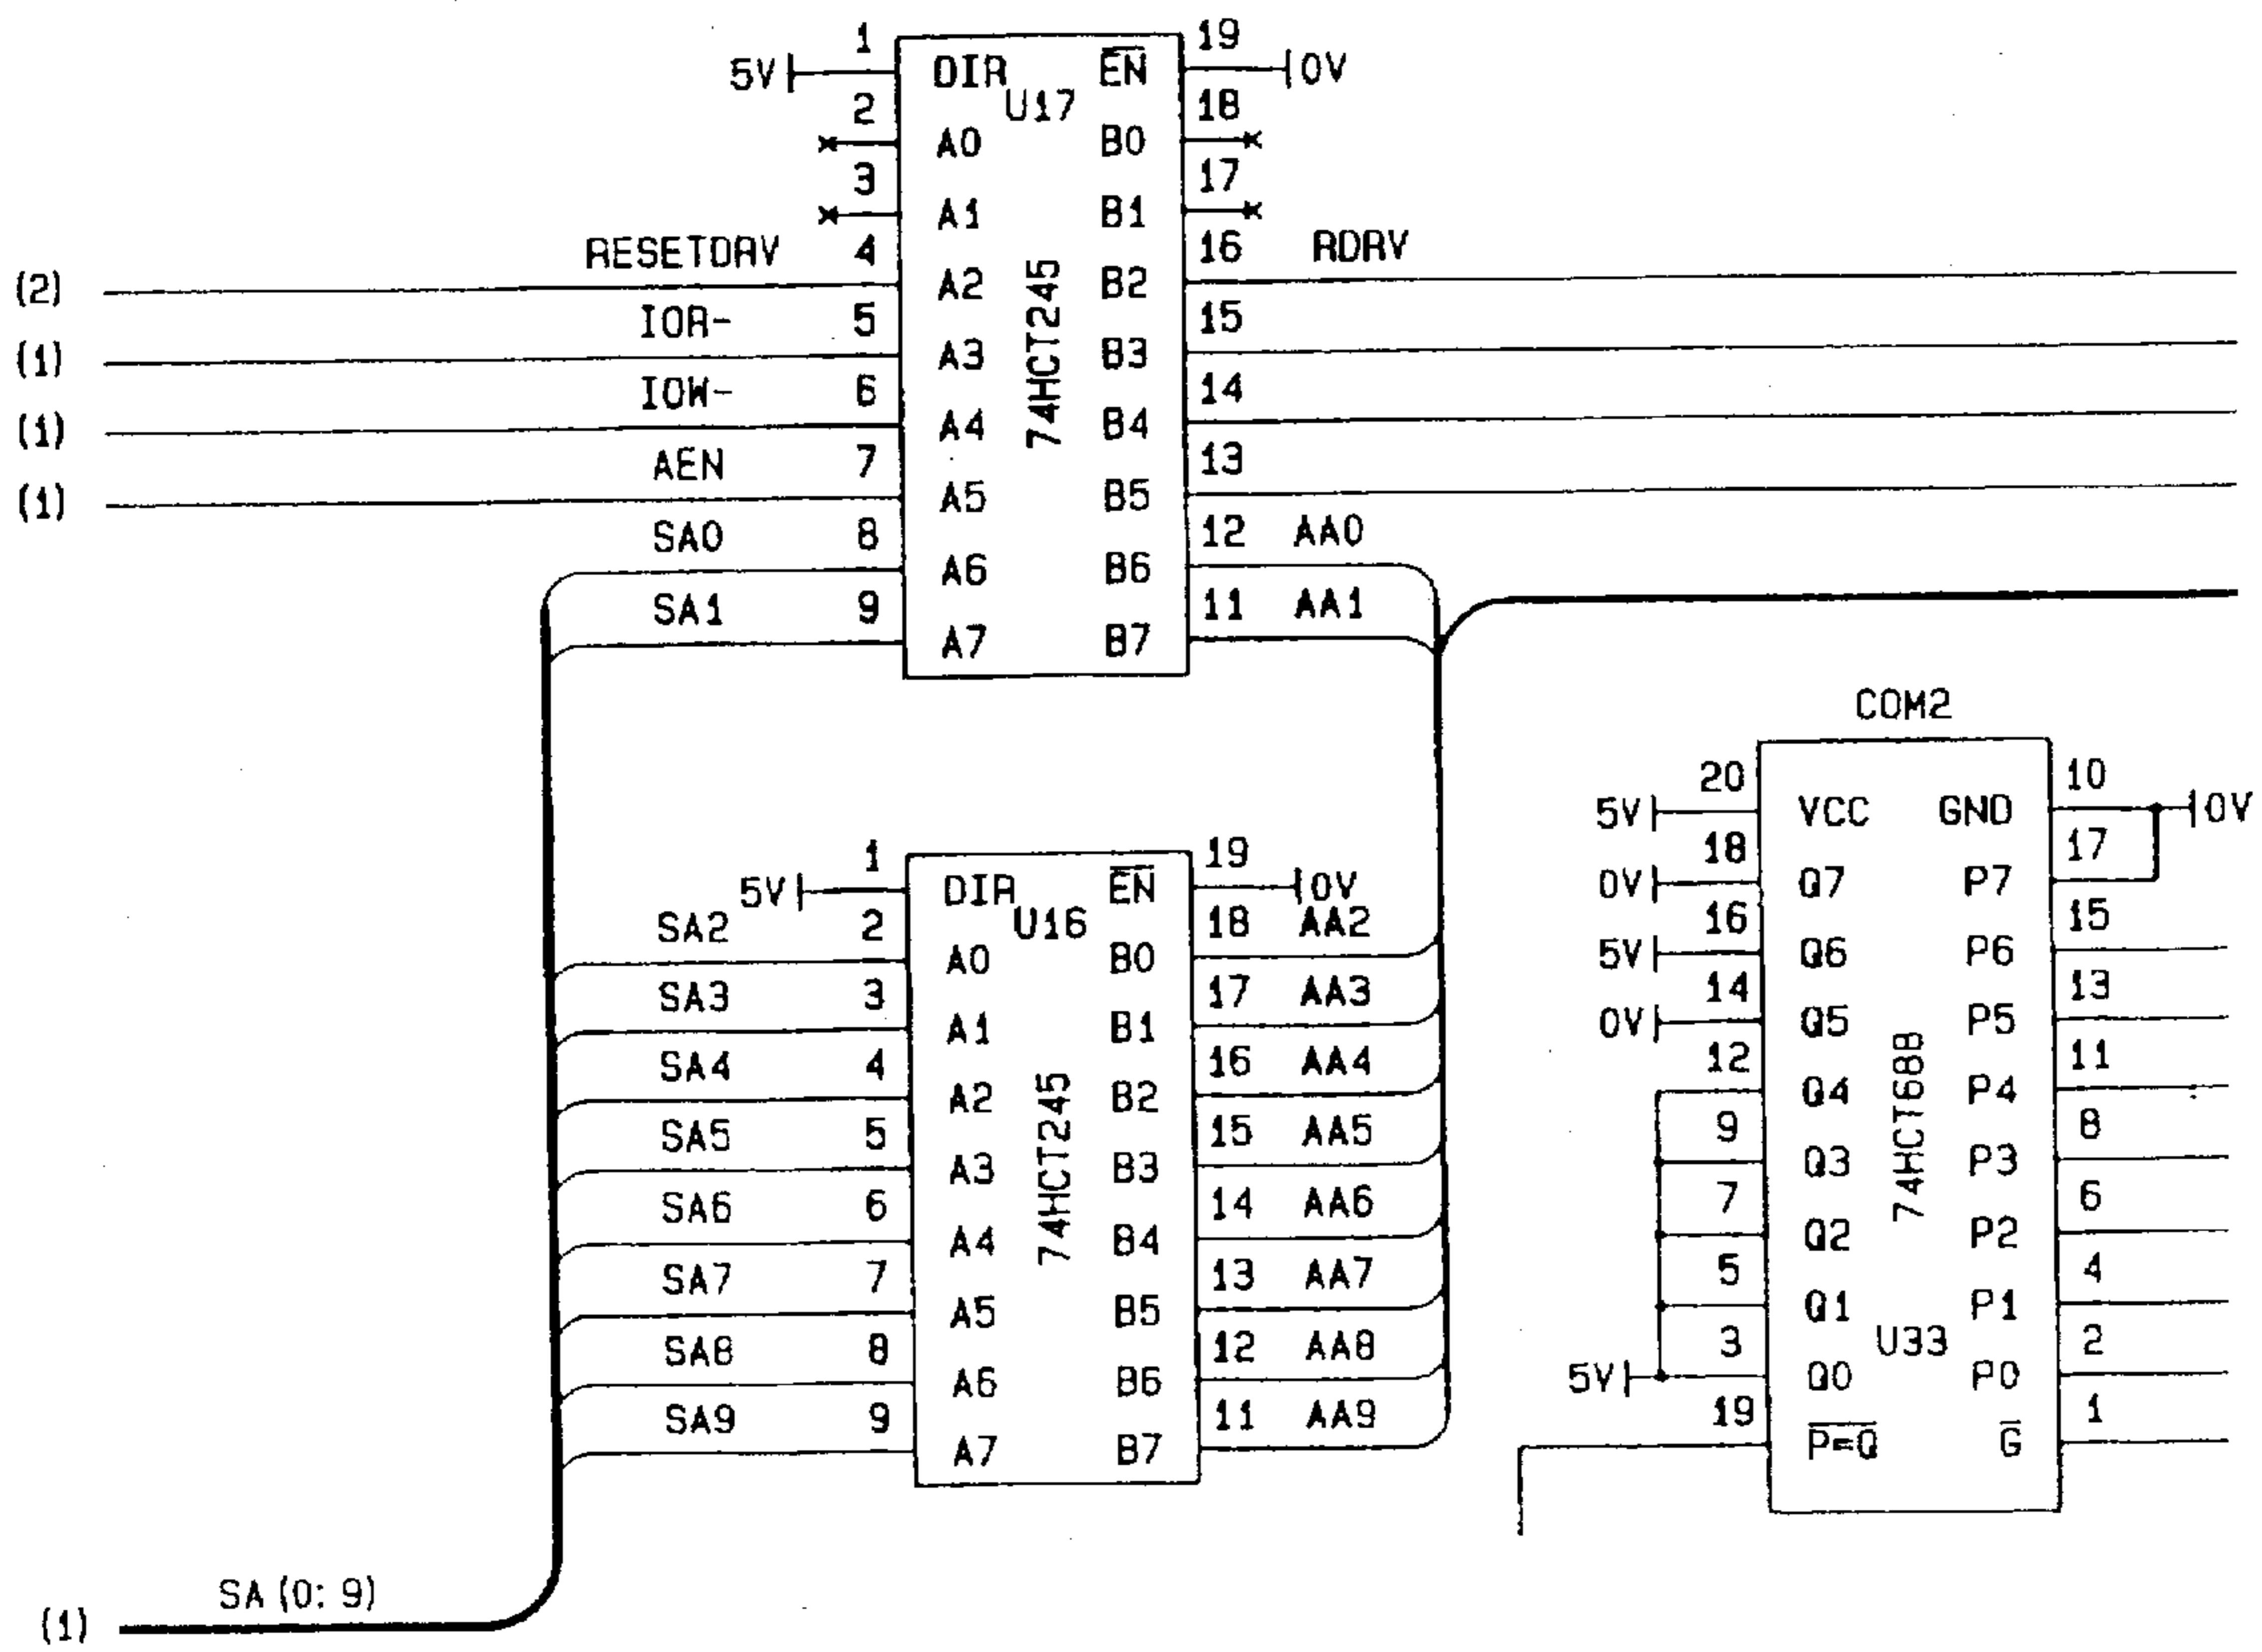 1 19
5V DIR EN 0V
2 U17 18
A0 B0
3 17
A1 B1
RESETDRV 4 16 RDRV
(2) A2 B2
IOR- 5 15
(1) A3 B3
IOW- 6 14
(1) A4 B4
AEN 7 13
(1) A5 B5
SA0 8 12 AA0
A6 B6
SA1 9 11 AA1
A7 B7
74HCT245
1 19
5V DIR EN 0V
SA2 2 U16 18 AA2
A0 B0
SA3 3 17 AA3
A1 B1
SA4 4 16 AA4
A2 B2
SA5 5 15 AA5
A3 B3
SA6 6 14 AA6
A4 B4
SA7 7 13 AA7
A5 B5
SA8 8 12 AA8
A6 B6
SA9 9 11 AA9
A7 B7
74HCT245
(1) SA(0:9)
COM2
20 10
5V VCC GND 0V
18 17
0V Q7 P7
16 15
5V Q6 P6
14 13
0V Q5 P5
12 11
Q4 P4
9 8
Q3 P3
7 6
Q2 P2
5 4
Q1 P1
3 U33 2
5V Q0 P0
19 1
P=Q G
74HCT688